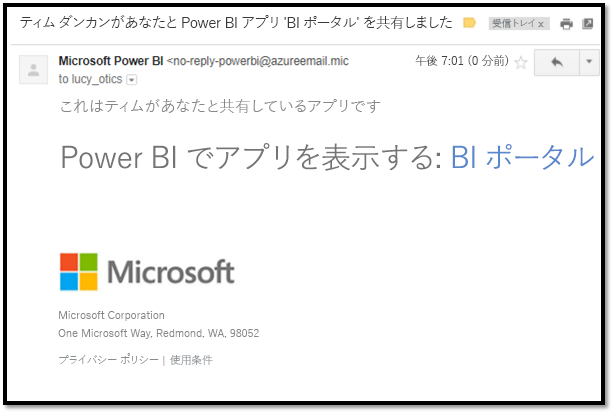 ティム ダンカンがあなたと Power BI アプリ 'BI ポータル' を共有しました 受信トレイ x
Microsoft Power BI <no-reply-powerbi@azureemail.mic 午後 7:01 (0 分前)
to lucy_otics
これはティムがあなたと共有しているアプリです
Power BI でアプリを表示する: BI ポータル
Microsoft
Microsoft Corporation
One Microsoft Way, Redmond, WA, 98052
プライバシー ポリシー | 使用条件